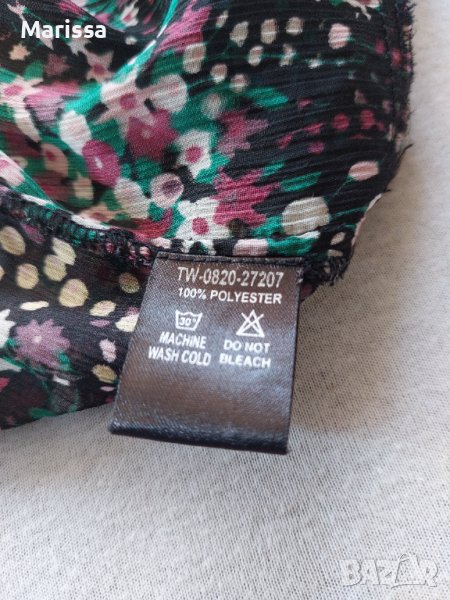 Marissa
TW-0820-27207
100% POLYESTER
30°
MACHINE
WASH COLD
DO NOT
BLEACH
BAZAR